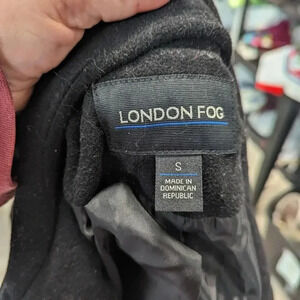 LONDON FOG
S
MADE IN
DOMINICAN
REPUBLIC